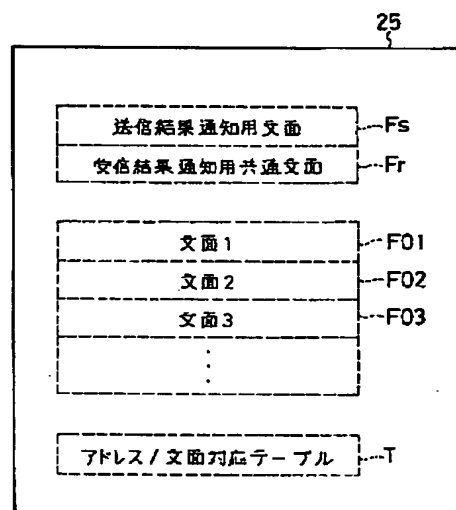 25
送信結果通知用文面 Fs
受信結果通知用共通文面 Fr
文面1 F01
文面2 F02
文面3 F03
アドレス/文面対応テーブル T